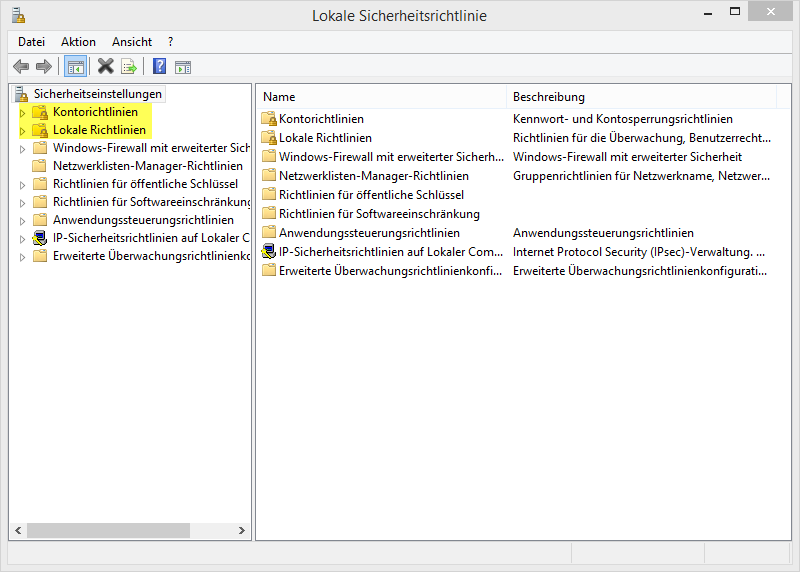 Lokale Sicherheitsrichtlinie
Datei Aktion Ansicht ?
Sicherheitseinstellungen
Kontorichtlinien
Lokale Richtlinien
Windows-Firewall mit erweiterter Sich
Netzwerklisten-Manager-Richtlinien
Richtlinien für öffentliche Schlüssel
Richtlinien für Softwareeinschränkung
Anwendungssteuerungsrichtlinien
IP-Sicherheitsrichtlinien auf Lokaler C
Erweiterte Überwachungsrichtlinienko
Name Beschreibung
Kontorichtlinien Kennwort- und Kontosperrungsrichtlinien
Lokale Richtlinien Richtlinien für die Überwachung, Benutzerrecht...
Windows-Firewall mit erweiterter Sicherh... Windows-Firewall mit erweiterter Sicherheit
Netzwerklisten-Manager-Richtlinien Gruppenrichtlinien für Netzwerkname, Netzwer...
Richtlinien für öffentliche Schlüssel
Richtlinien für Softwareeinschränkung
Anwendungssteuerungsrichtlinien Anwendungssteuerungsrichtlinien
IP-Sicherheitsrichtlinien auf Lokaler Com... Internet Protocol Security (IPsec)-Verwaltung. ...
Erweiterte Überwachungsrichtlinienkonfi... Erweiterte Überwachungsrichtlinienkonfigurati...